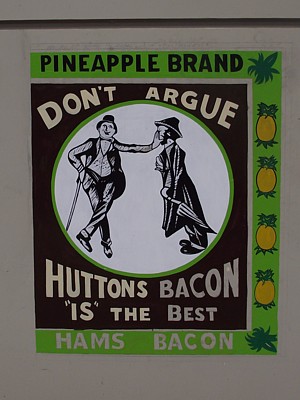 PINEAPPLE BRAND
DON'T ARGUE
HUTTONS BACON
"IS" THE BEST
HAMS BACON